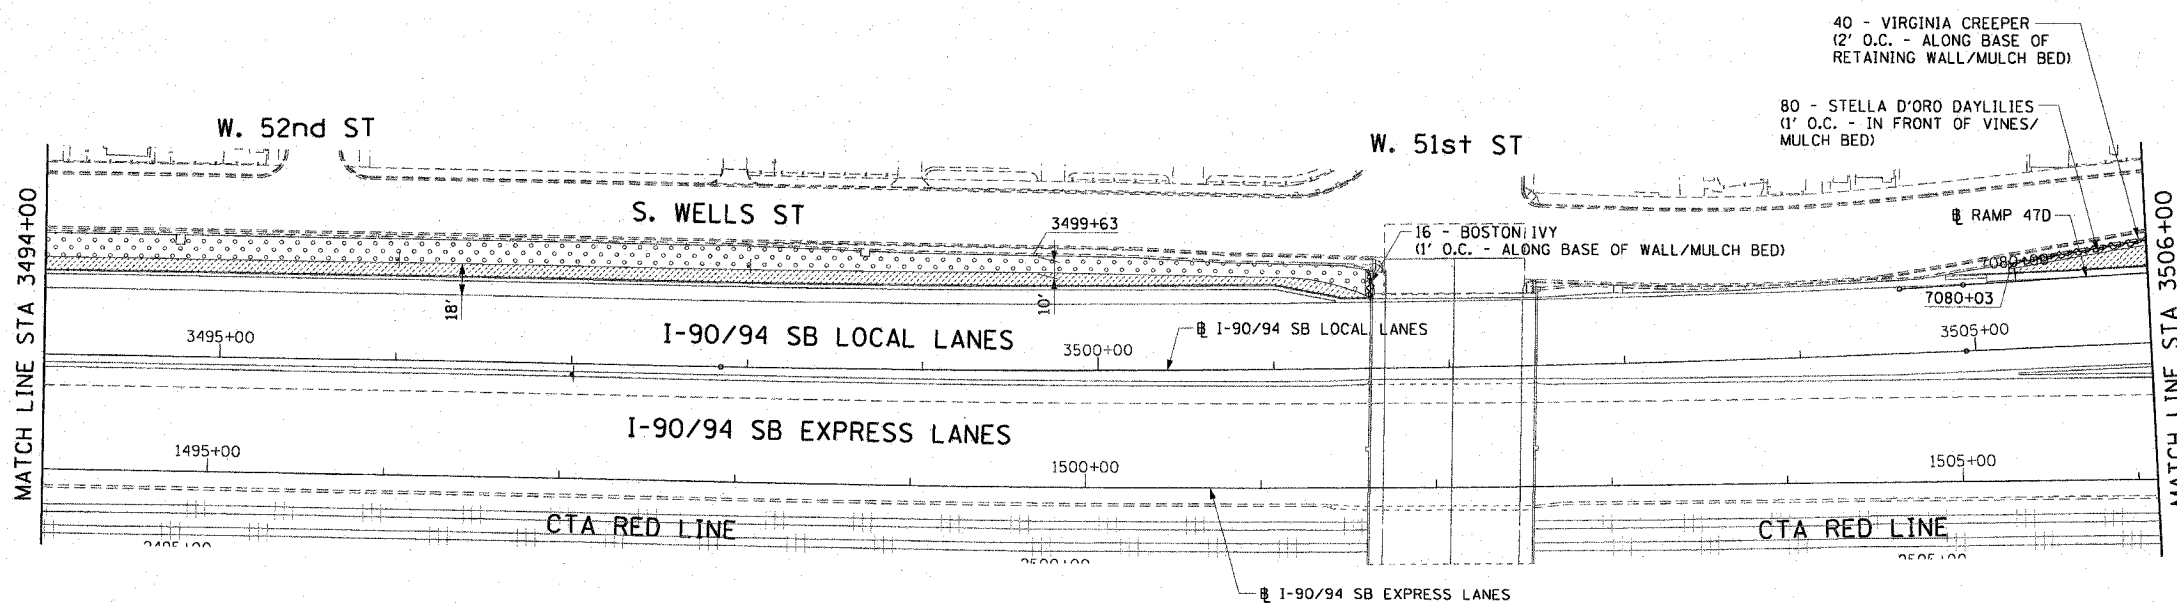 40 - VIRGINIA CREEPER
(2' O.C. - ALONG BASE OF
RETAINING WALL/MULCH BED)
80 - STELLA D'ORO DAYLILIES
(1' O.C. - IN FRONT OF VINES/
MULCH BED)
W. 52nd ST
W. 51st ST
MATCH LINE STA 3494+00
S. WELLS ST
3499+63
16 - BOSTON IVY
(1' O.C. - ALONG BASE OF WALL/MULCH BED)
RAMP 47D
7080+03
18'
10'
I-90/94 SB LOCAL LANES
I-90/94 SB LOCAL LANES
3495+00
3500+00
3505+00
MATCH LINE STA 3506+00
I-90/94 SB EXPRESS LANES
1495+00
1500+00
1505+00
CTA RED LINE
CTA RED LINE
I-90/94 SB EXPRESS LANES